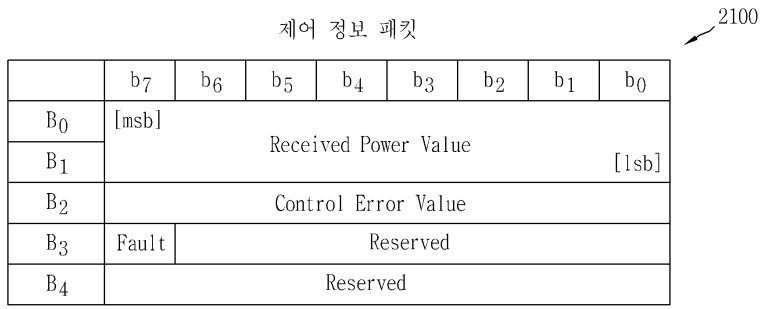 제어 정보 패킷
2100
b7 b6 b5 b4 b3 b2 b1 b0
B0 [msb]
Received Power Value
B1 [lsb]
B2 Control Error Value
B3 Fault Reserved
B4 Reserved